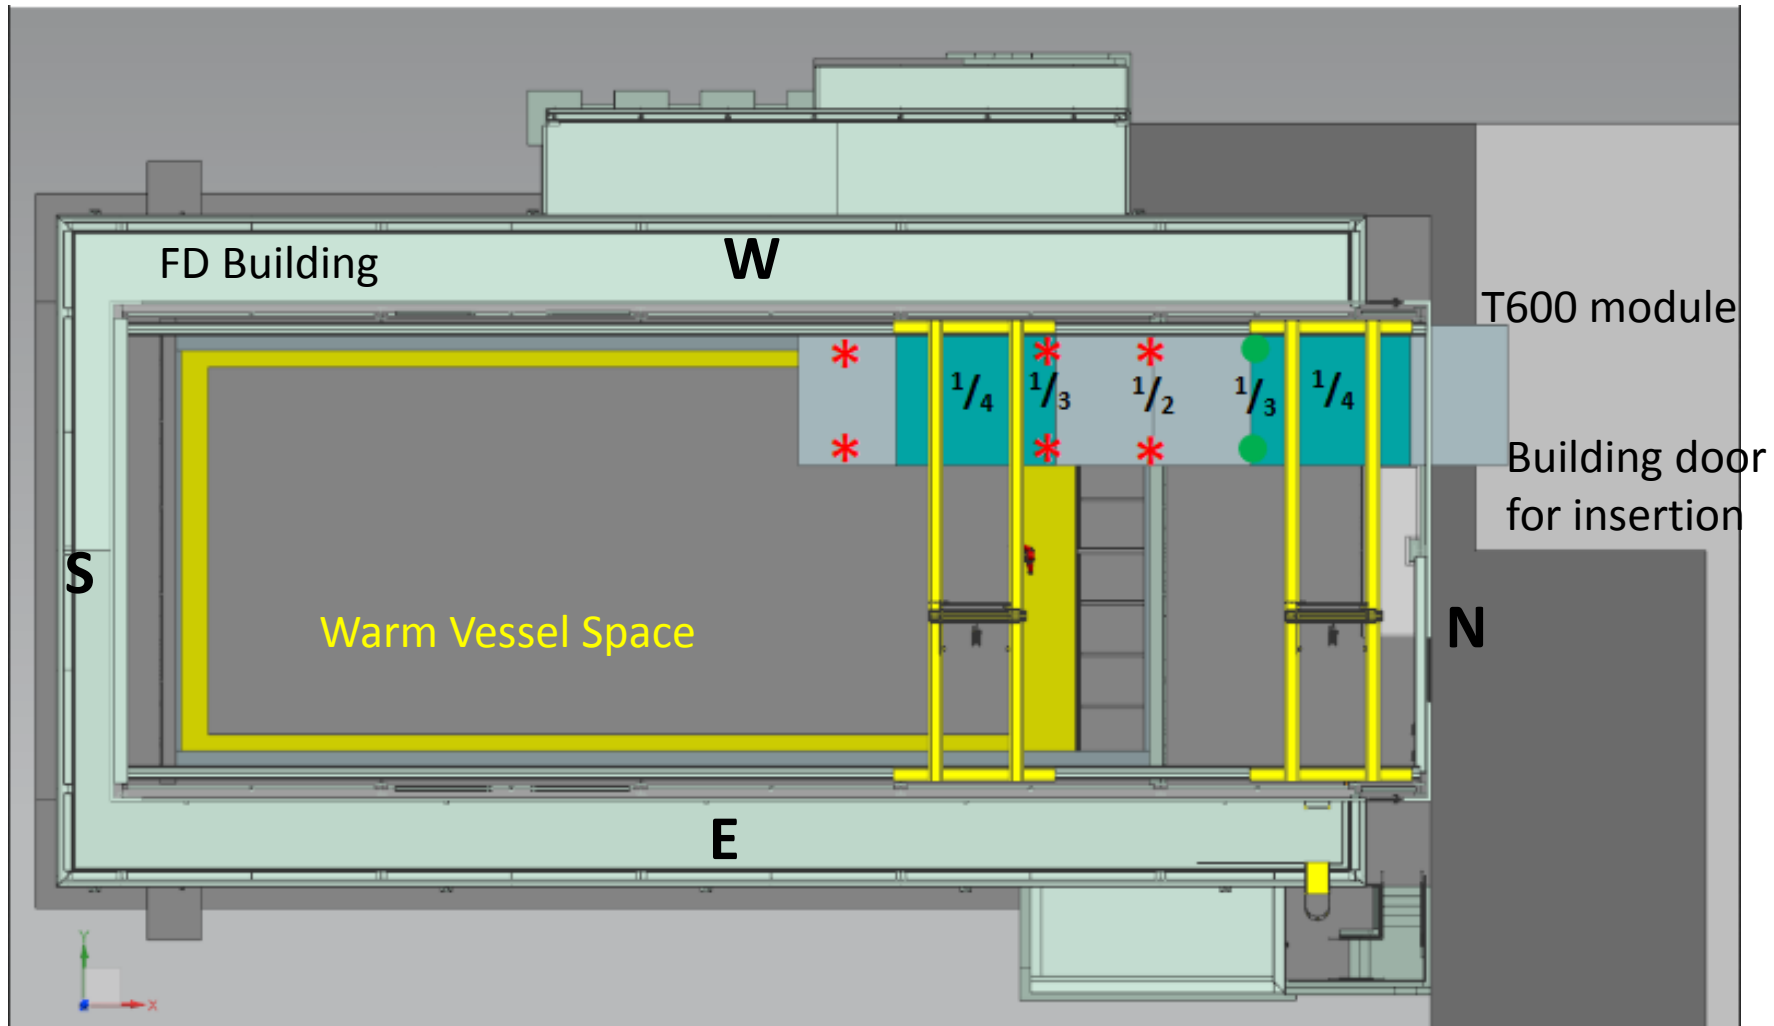 FD Building
W
T600 module
1/4
1/3
1/2
1/3
1/4
Building door
for insertion
S
Warm Vessel Space
N
E
Y
X